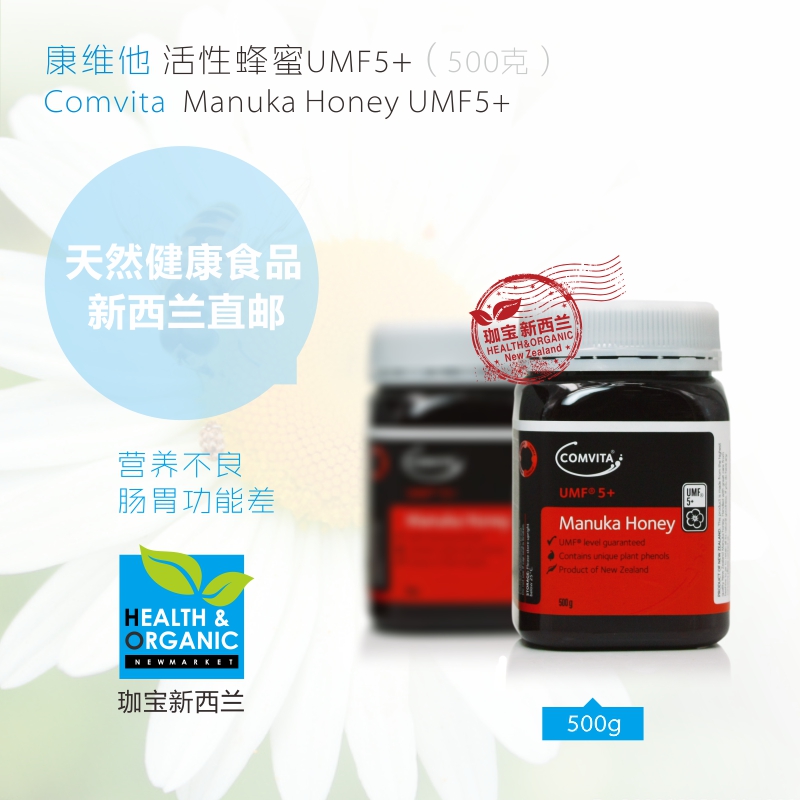 康维他 活性蜂蜜UMF5+（500克）
Comvita Manuka Honey UMF5+
天然健康食品
新西兰直邮
珈宝新西兰
HEALTH&ORGANIC
New Zealand
COMVITA
UMF® 5+
UMF®
5+
Manuka Honey
UMF® level guaranteed
Contains unique plant phenols
Product of New Zealand
500g
营养不良
肠胃功能差
HEALTH &
ORGANIC
NEWMARKET
珈宝新西兰
500g